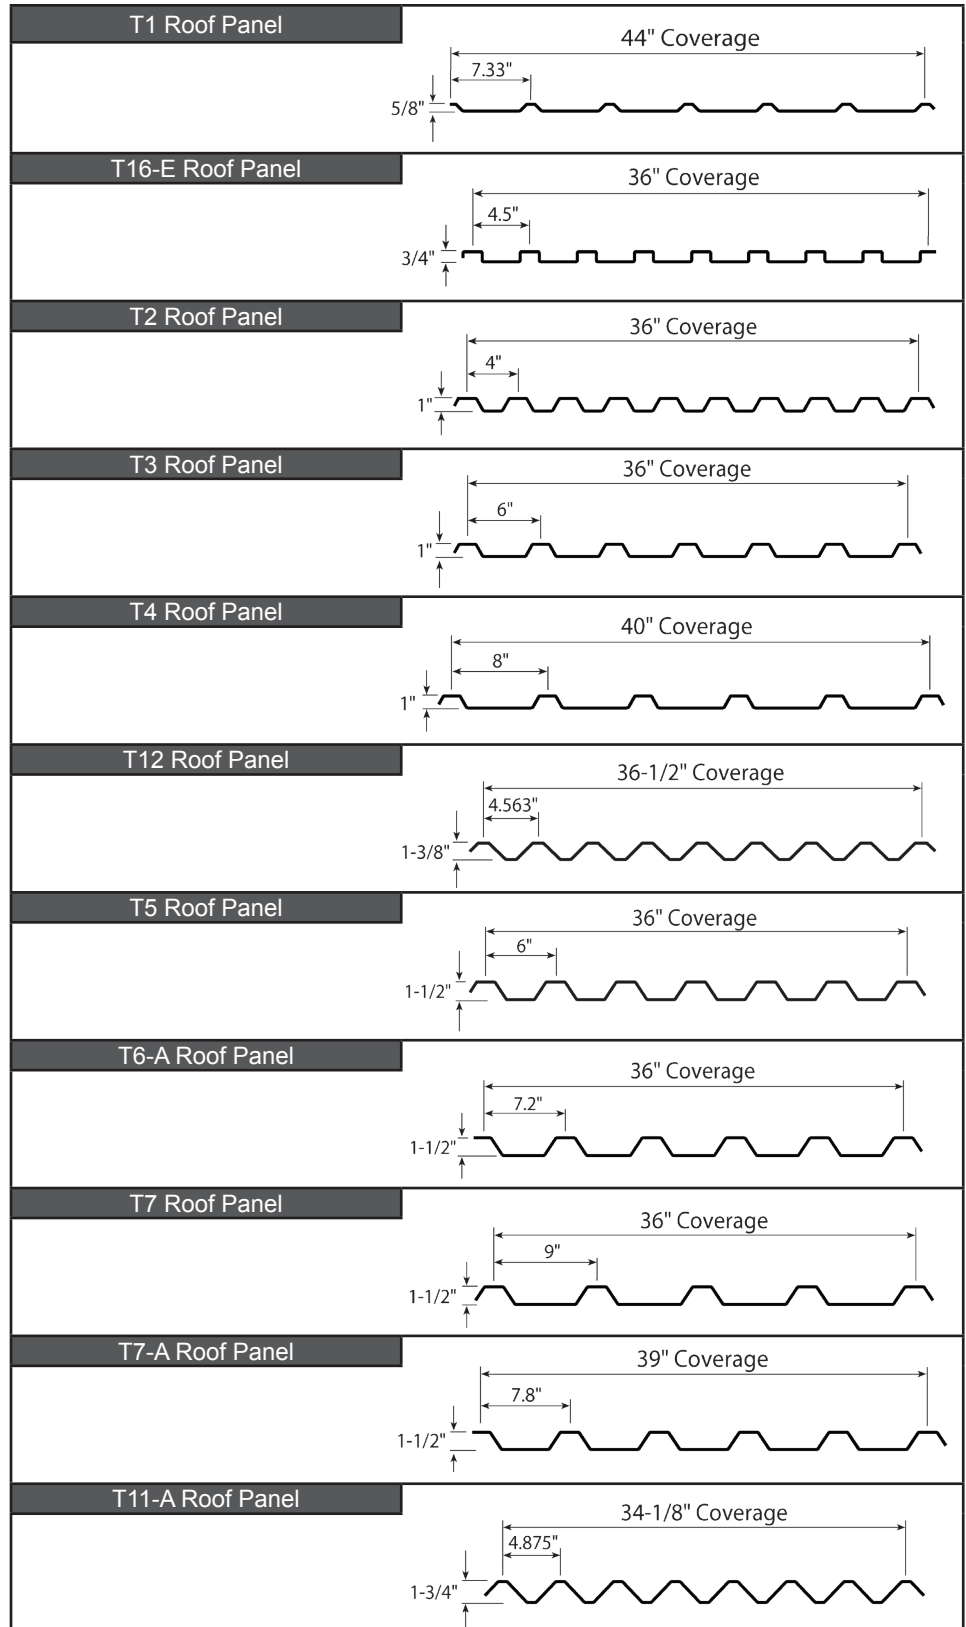 T1 Roof Panel
44" Coverage
7.33"
5/8"
T16-E Roof Panel
36" Coverage
4.5"
3/4"
T2 Roof Panel
36" Coverage
4"
1"
T3 Roof Panel
36" Coverage
6"
1"
T4 Roof Panel
40" Coverage
8"
1"
T12 Roof Panel
36-1/2" Coverage
4.563"
1-3/8"
T5 Roof Panel
36" Coverage
6"
1-1/2"
T6-A Roof Panel
36" Coverage
7.2"
1-1/2"
T7 Roof Panel
36" Coverage
9"
1-1/2"
T7-A Roof Panel
39" Coverage
7.8"
1-1/2"
T11-A Roof Panel
34-1/8" Coverage
4.875"
1-3/4"